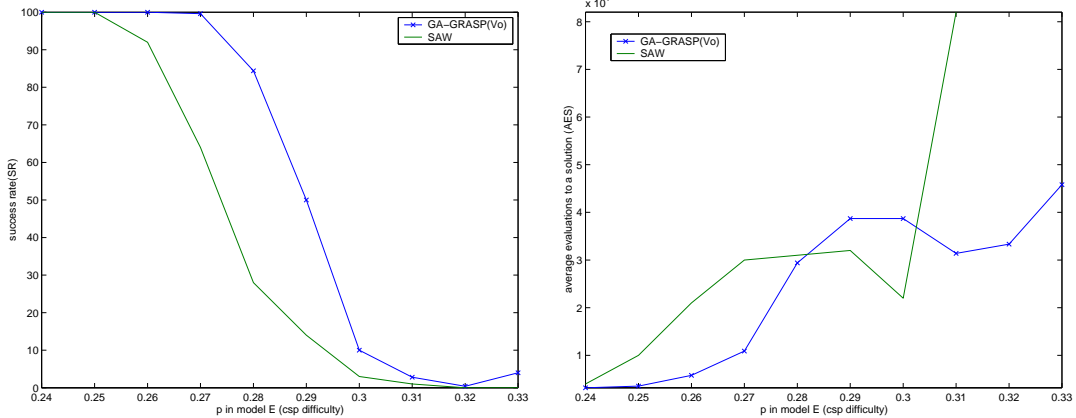 100
90
80
70
60
50
40
30
20
10
0
success rate(SR)
GA−GRASP(Vo)
SAW
0.24 0.25 0.26 0.27 0.28 0.29 0.3 0.31 0.32 0.33
p in model E (csp difficulty)
8
7
6
5
4
3
2
1
average evaluations to a solution (AES)
GA−GRASP(Vo)
SAW
0.24 0.25 0.26 0.27 0.28 0.29 0.3 0.31 0.32 0.33
p in model E (csp difficulty)